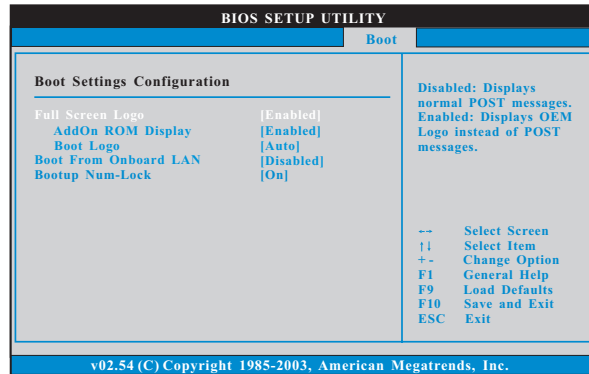 BIOS SETUP UTILITY
Boot
Boot Settings Configuration
Full Screen Logo [Enabled]
AddOn ROM Display [Enabled]
Boot Logo [Auto]
Boot From Onboard LAN [Disabled]
Bootup Num-Lock [On]
Disabled: Displays
normal POST messages.
Enabled: Displays OEM
Logo instead of POST
messages.
←→ Select Screen
↑↓ Select Item
+ - Change Option
F1 General Help
F9 Load Defaults
F10 Save and Exit
ESC Exit
v02.54 (C) Copyright 1985-2003, American Megatrends, Inc.